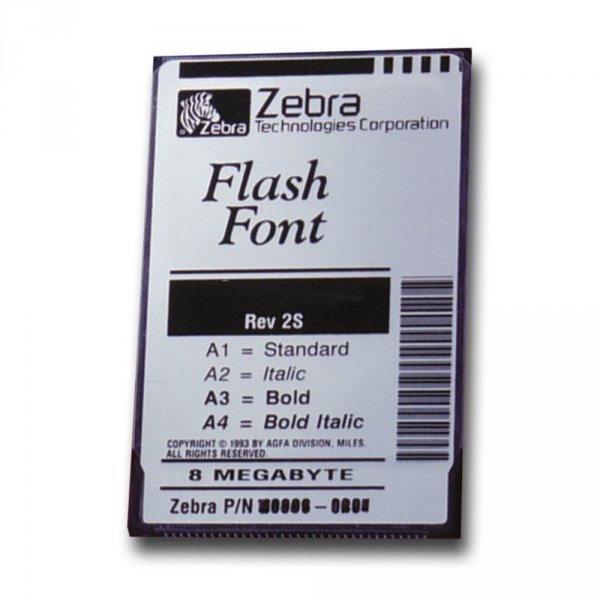 Zebra
Zebra
Technologies Corporation
Flash
Font
Rev 2S
A1 = Standard
A2 = Italic
A3 = Bold
A4 = Bold Italic
COPYRIGHT © 1993 BY AGFA DIVISION, MILES.
ALL RIGHTS RESERVED.
8 MEGABYTE
Zebra P/N